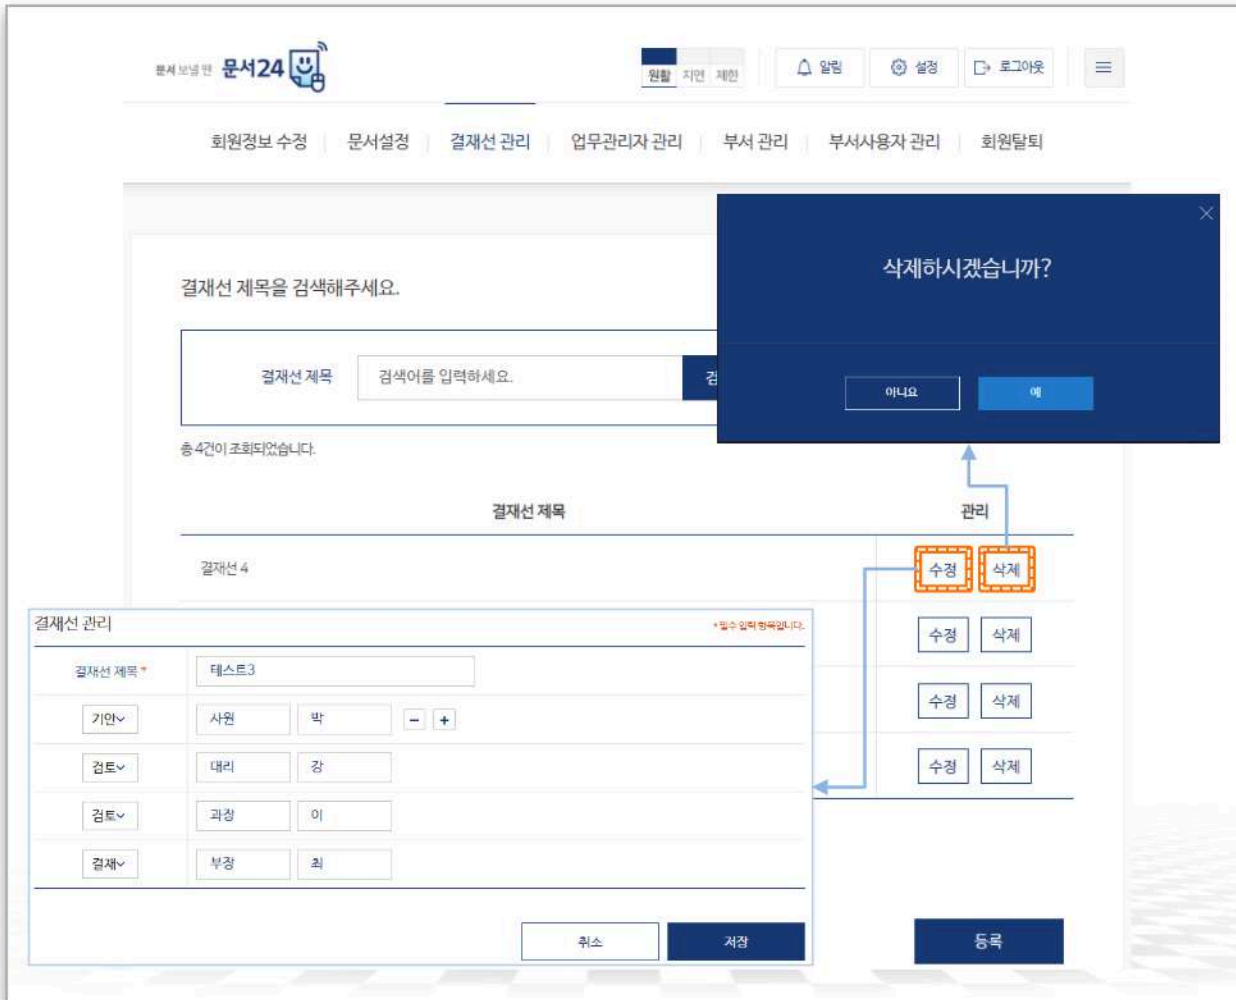 문서 보낼 땐 문서24
원활 지연 제한 알림 설정 로그아웃
회원정보 수정 문서설정 결재선 관리 업무관리자 관리 부서 관리 부서사용자 관리 회원탈퇴
삭제하시겠습니까?
아니요 예
결재선 제목을 검색해주세요.
결재선 제목 검색어를 입력하세요.
총 4건이 조회되었습니다.
결재선 제목 관리
결재선 4 수정 삭제
수정 삭제
수정 삭제
수정 삭제
결재선 관리 * 필수 입력 항목입니다.
결재선 제목 * 테스트3
기안 사원 박 - +
검토 대리 강
검토 과장 이
결재 부장 최
취소 저장
등록